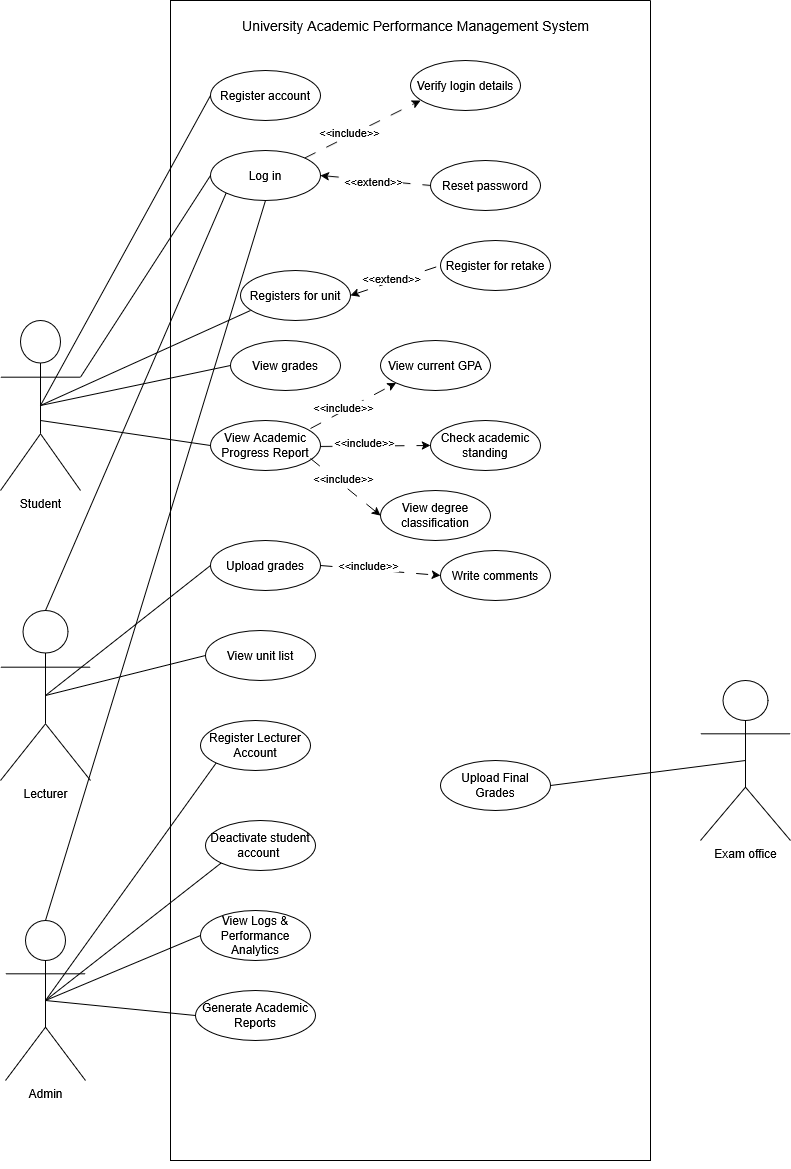 University Academic Performance Management System
Register account
Verify login details
<<include>>
Log in
<<extend>>
Reset password
Registers for unit
<<extend>>
Register for retake
View grades
View current GPA
<<include>>
View Academic
Progress Report
<<include>>
Check academic
standing
<<include>>
View degree
classification
Student
Upload grades
<<include>>
Write comments
View unit list
Lecturer
Register Lecturer
Account
Upload Final
Grades
Exam office
Deactivate student
account
View Logs &
Performance
Analytics
Generate Academic
Reports
Admin